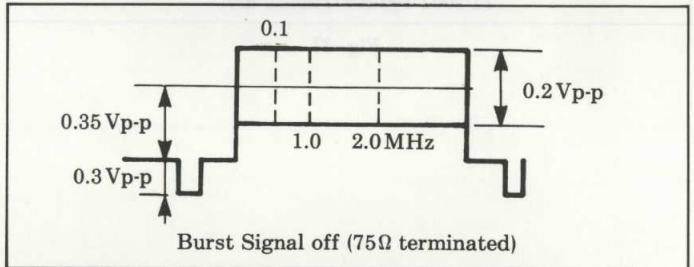 0.1
0.2 Vp-p
0.35 Vp-p
1.0 2.0 MHz
0.3 Vp-p
Burst Signal off (75Ω terminated)